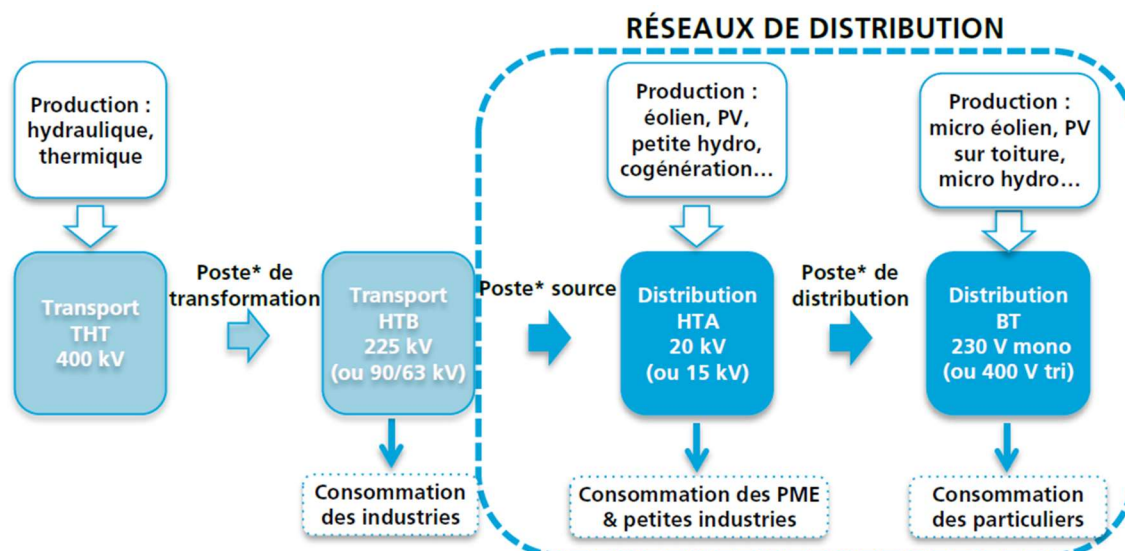 RÉSEAUX DE DISTRIBUTION
Production :
hydraulique,
thermique
Production :
éolien, PV,
petite hydro,
cogénération...
Production :
micro éolien, PV
sur toiture,
micro hydro...
Transport
THT
400 kV
Poste* de
transformation
Transport
HTB
225 kV
(ou 90/63 kV)
Poste* source
Distribution
HTA
20 kV
(ou 15 kV)
Poste* de
distribution
Distribution
BT
230 V mono
(ou 400 V tri)
Consommation
des industries
Consommation des PME
& petites industries
Consommation
des particuliers